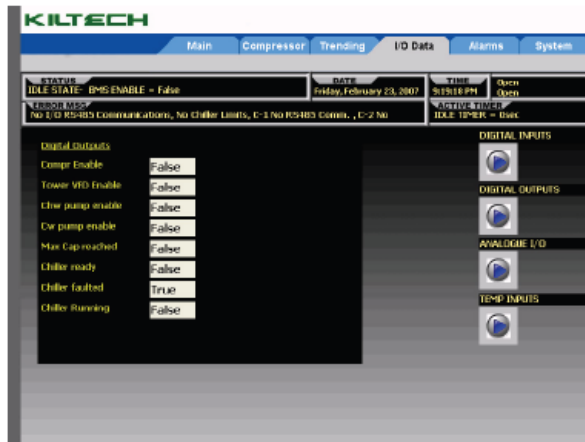 KILTECH
Main Compressor Trending I/O Data Alarms System
STATUS DATE TIME Open
IDLE STATE- BMS ENABLE = False Friday, February 23, 2007 9:19:18 PM Open
ERROR MSG ACTIVE TIMER
No I/O RS485 Communications, No Chiller Limits, C-1 No RS485 Comm. , C-2 No IDLE TIMER = 0sec
Digital Outputs DIGITAL INPUTS
Compr Enable False
Tower VFD Enable False
DIGITAL OUTPUTS
Chw pump enable False
Cw pump enable False
Max Cap reached False
ANALOGUE I/O
Chiller ready False
Chiller faulted True
TEMP INPUTS
Chiller Running False